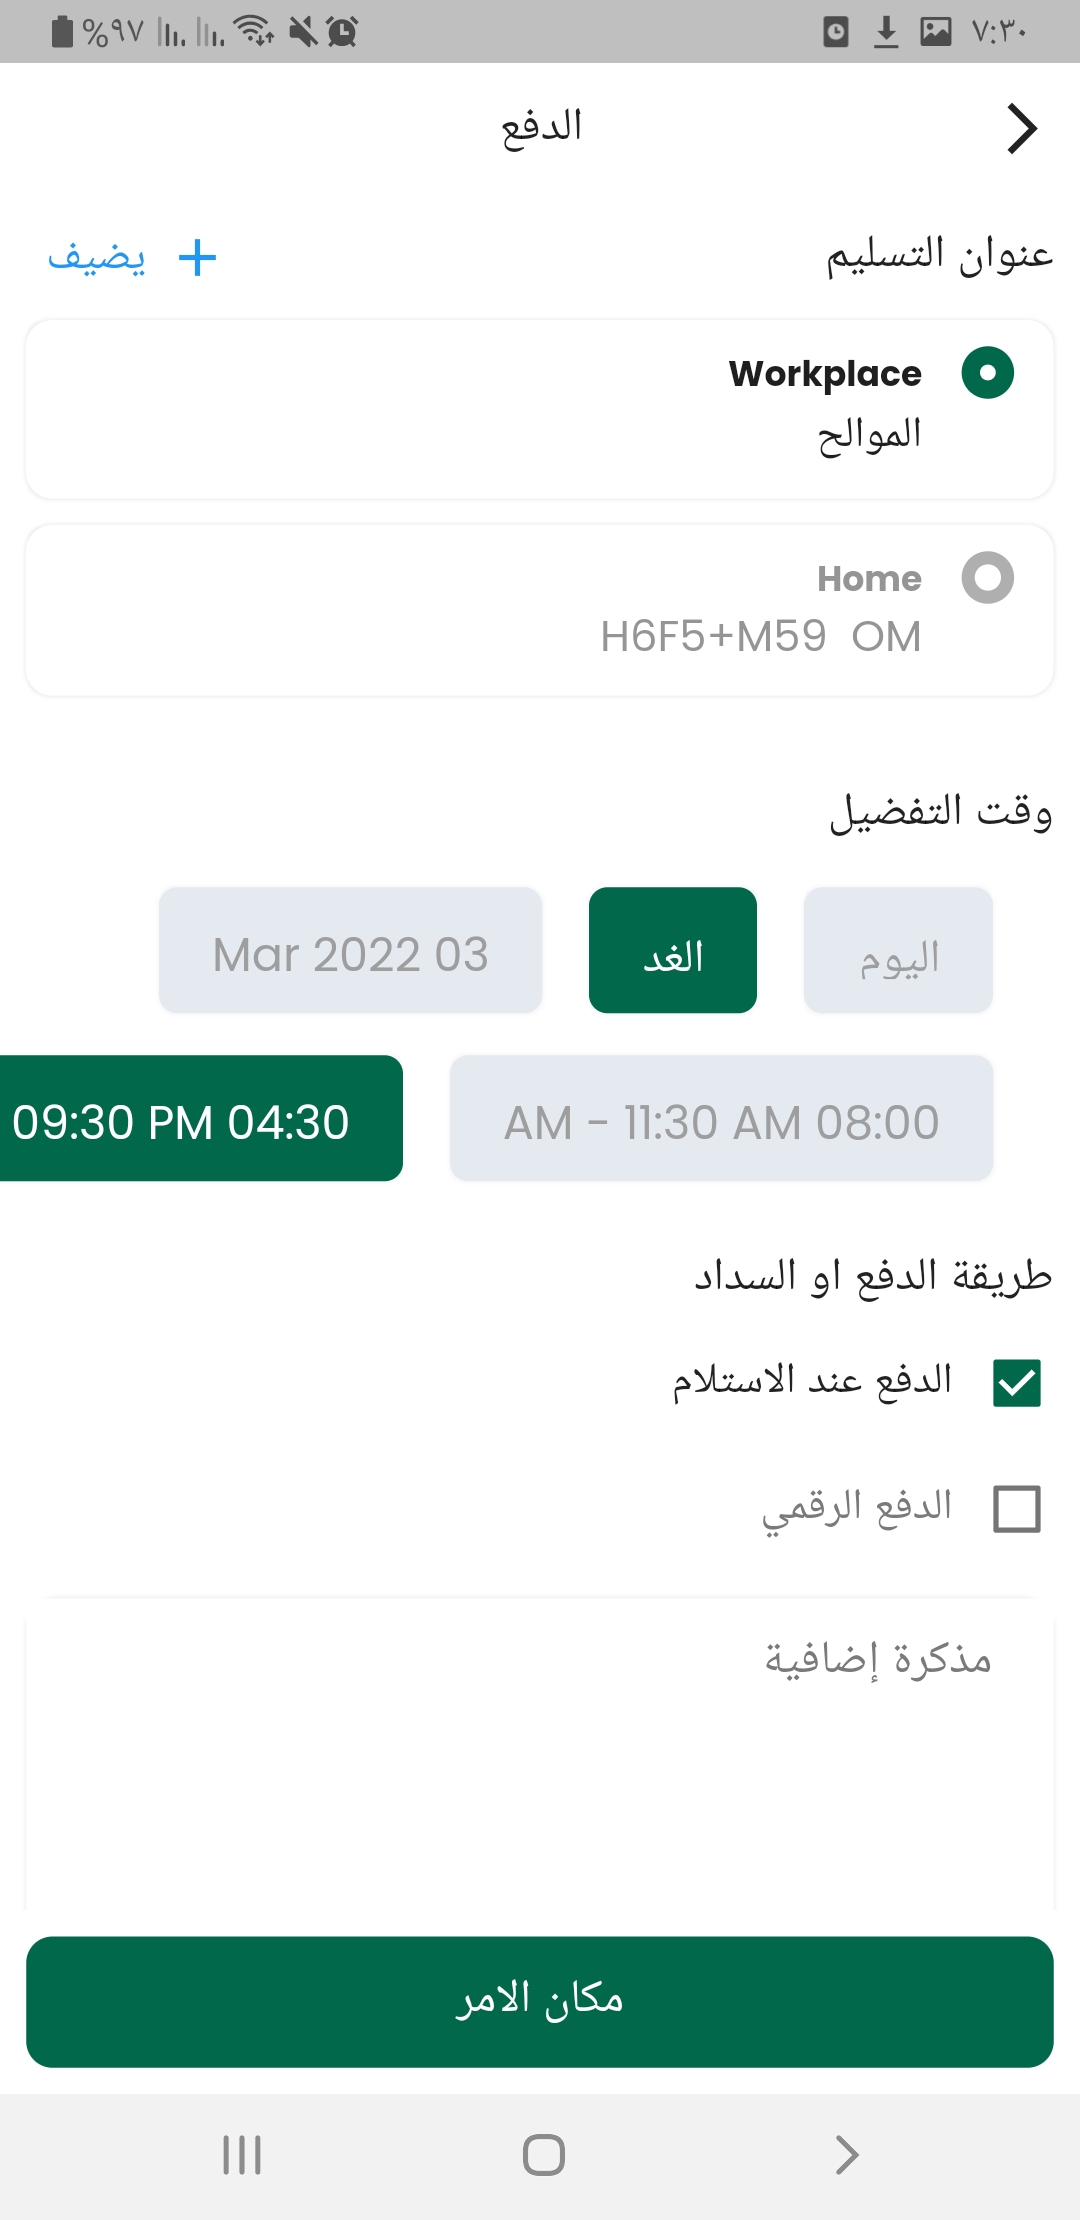 ٧:٣٠ %٩٧
الدفع
عنوان التسليم
يضيف
Workplace
الموالح
Home
H6F5+M59 OM
وقت التفضيل
اليوم
الغد
Mar 2022 03
AM - 11:30 AM 08:00
09:30 PM 04:30
طريقة الدفع او السداد
الدفع عند الاستلام
الدفع الرقمي
مذكرة إضافية
مكان الامر